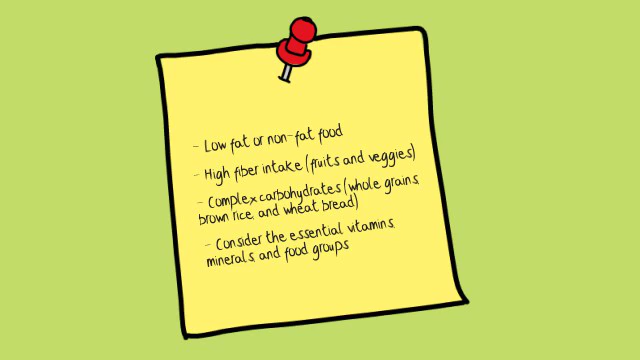 - Low fat or non-fat food
- High fiber intake (fruits and veggies)
- Complex carbohydrates (whole grains,
brown rice, and wheat bread)
- Consider the essential vitamins,
minerals, and food groups